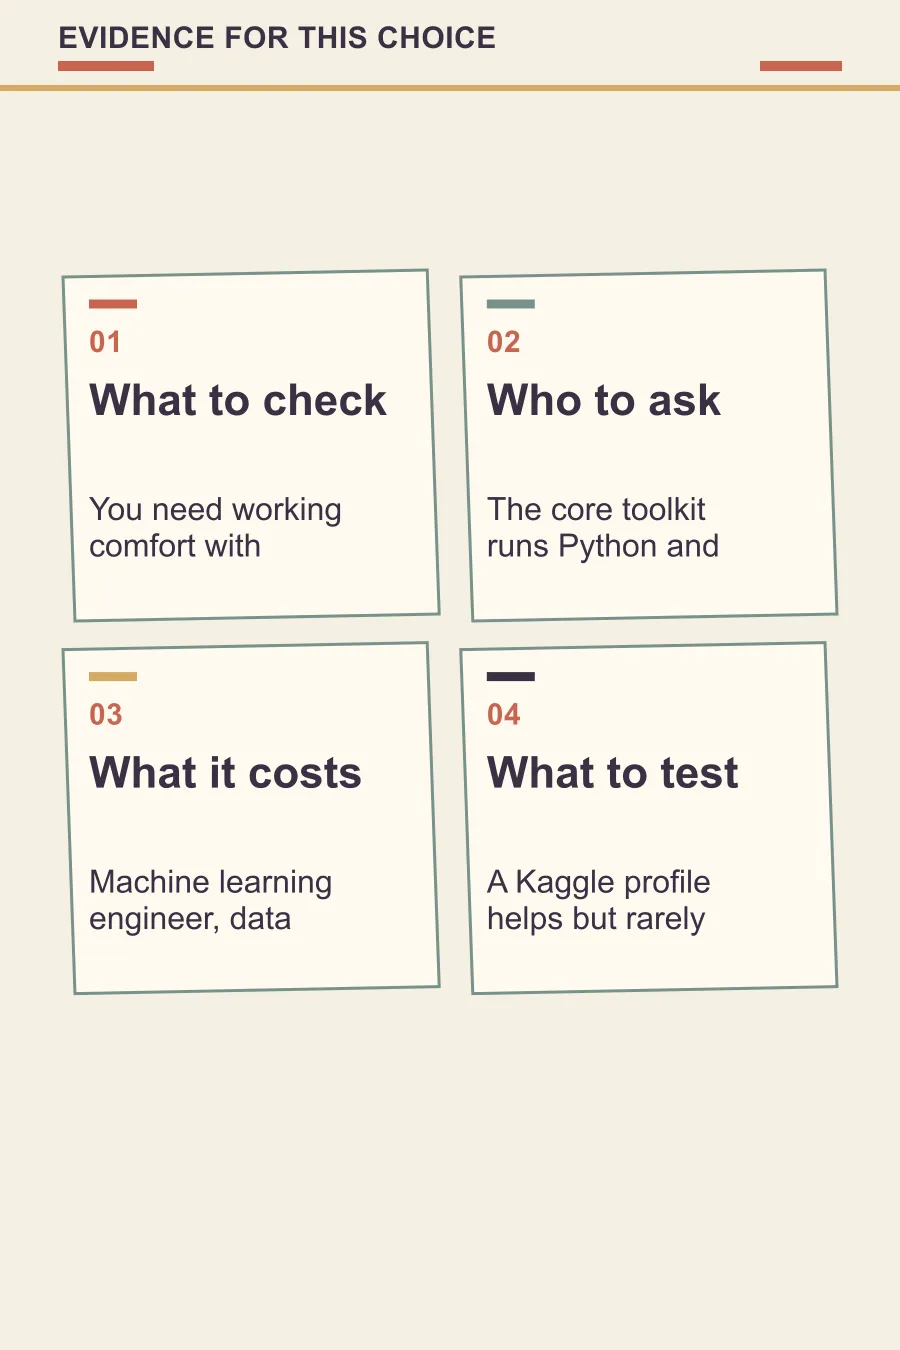 EVIDENCE FOR THIS CHOICE
01
What to check
You need working
comfort with
02
Who to ask
The core toolkit
runs Python and
03
What it costs
Machine learning
engineer, data
04
What to test
A Kaggle profile
helps but rarely